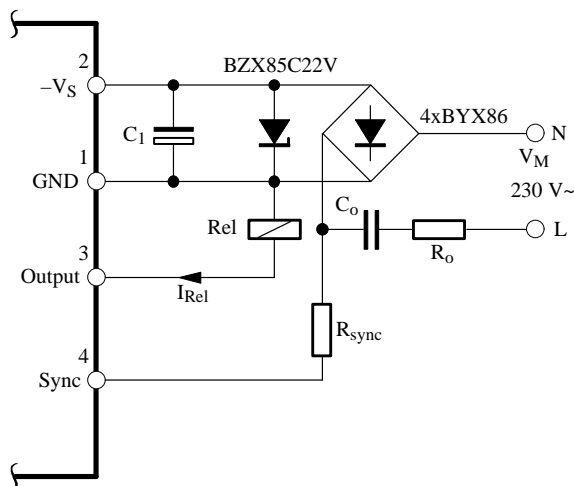 2
–VS
BZX85C22V
4xBYX86
N
C1
VM
1
GND
230 V~
Rel
Co
L
Ro
3
Output
IRel
Rsync
4
Sync